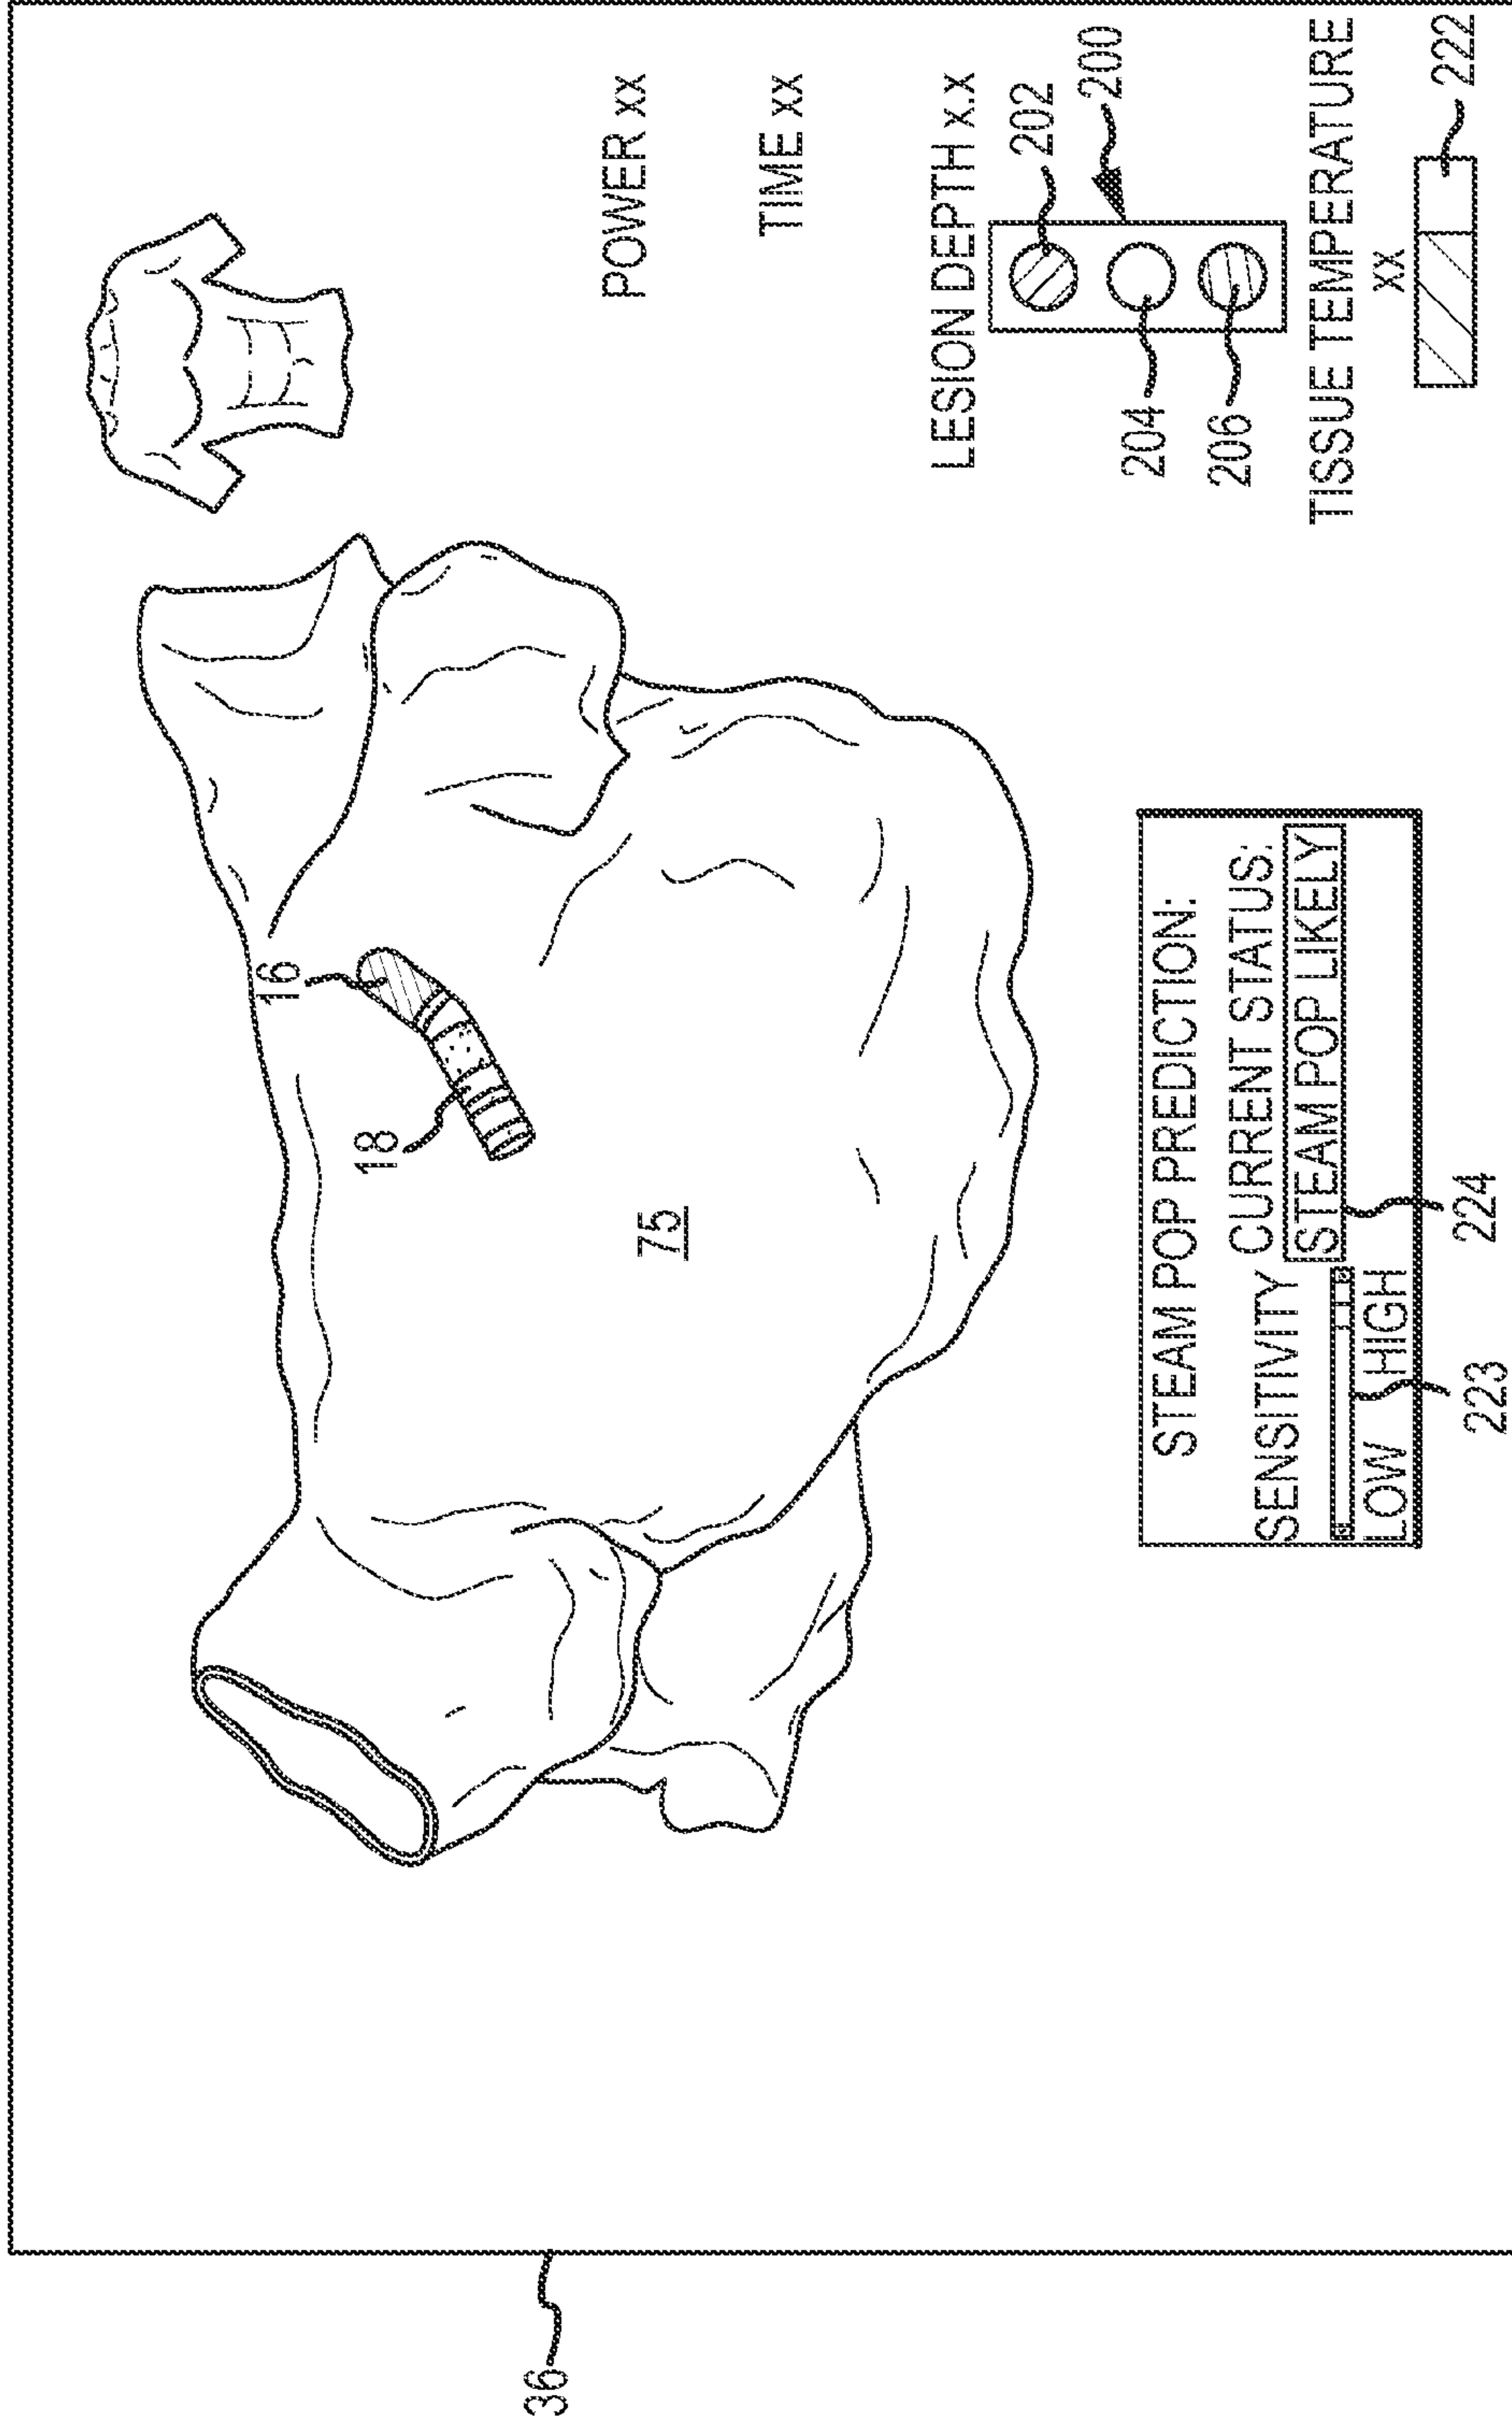 36
16
18
75
POWER xx
TIME xx
LESION DEPTH x.x
202
200
204
206
TISSUE TEMPERATURE
xx
222
STEAM POP PREDICTION:
SENSITIVITY CURRENT STATUS:
STEAM POP LIKELY
LOW HIGH
223
224